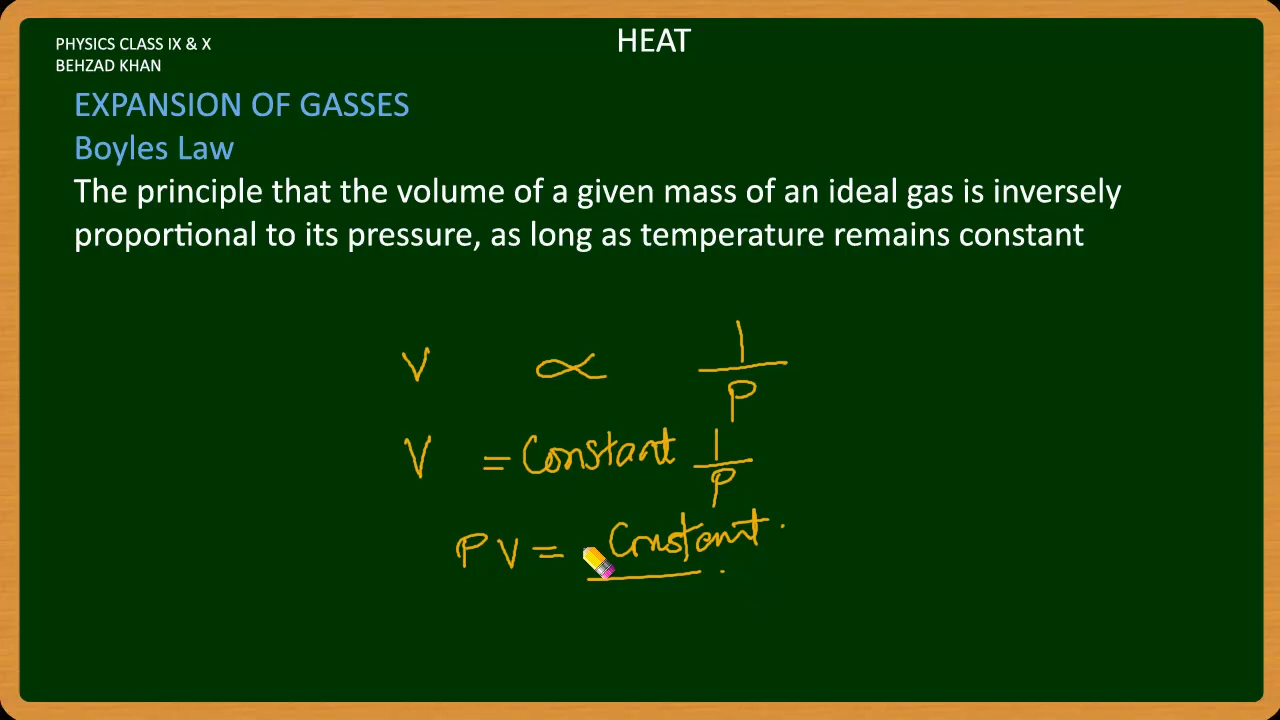 HEAT
PHYSICS CLASS IX & X
BEHZAD KHAN
EXPANSION OF GASSES
Boyles Law
The principle that the volume of a given mass of an ideal gas is inversely
proportional to its pressure, as long as temperature remains constant
V ∝ 1/P
V = Constant 1/P
PV = Constant.